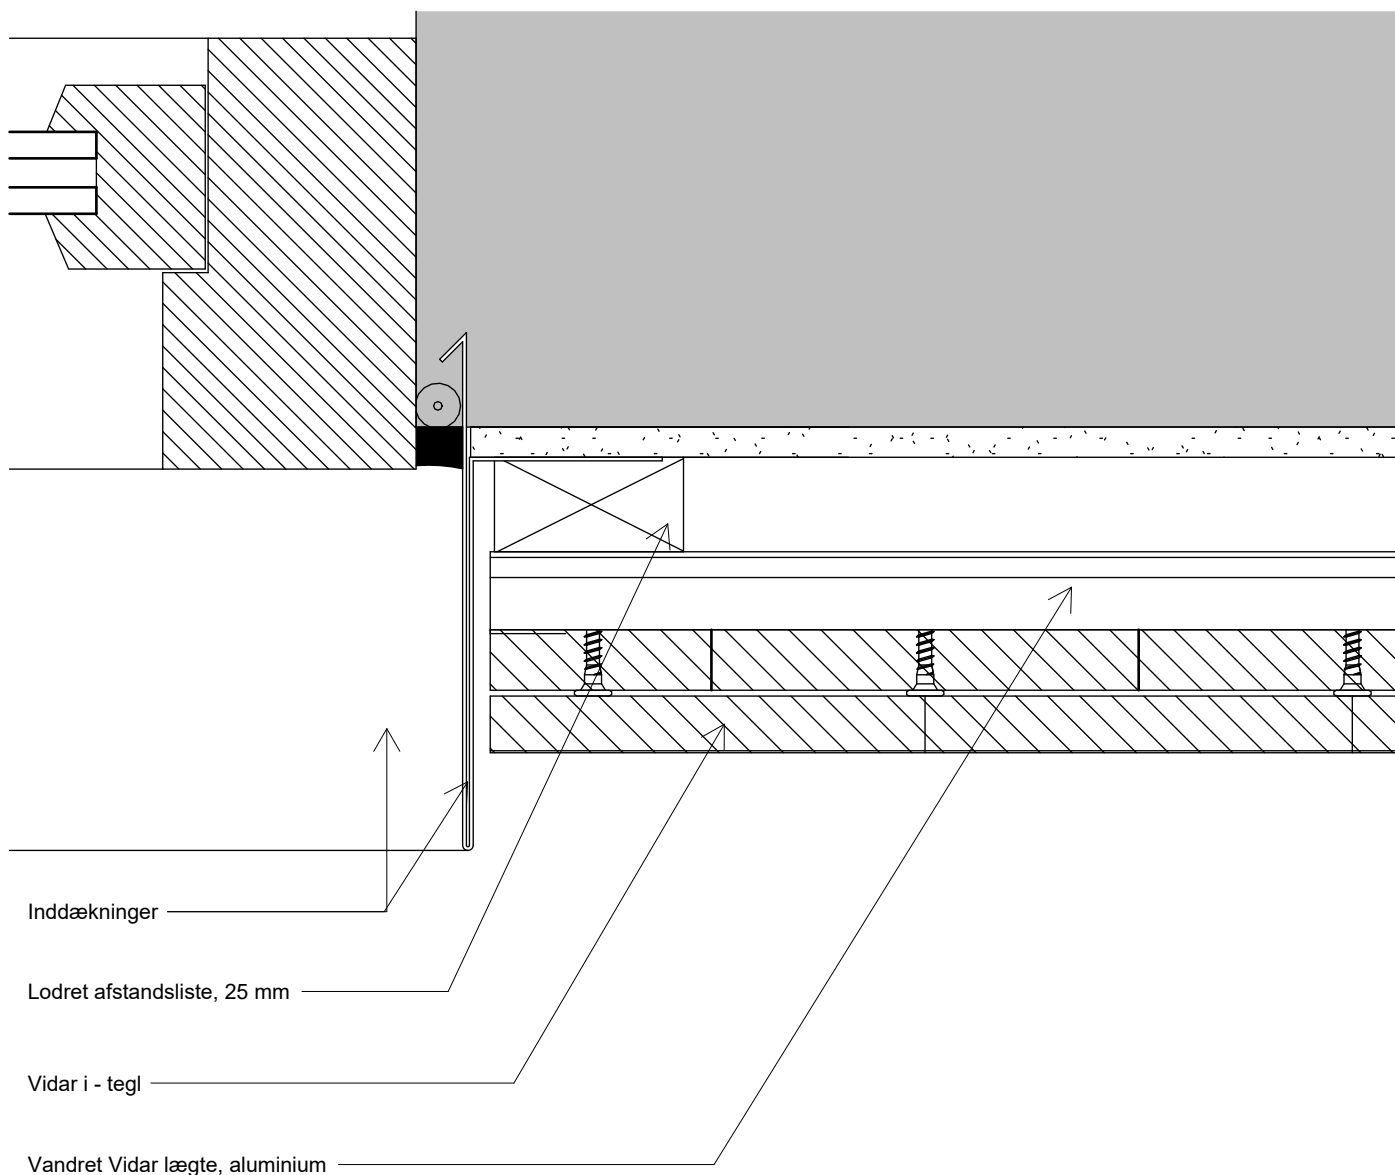 Inddækninger
Lodret afstandsliste, 25 mm
Vidar i - tegl
Vandret Vidar lægte, aluminium